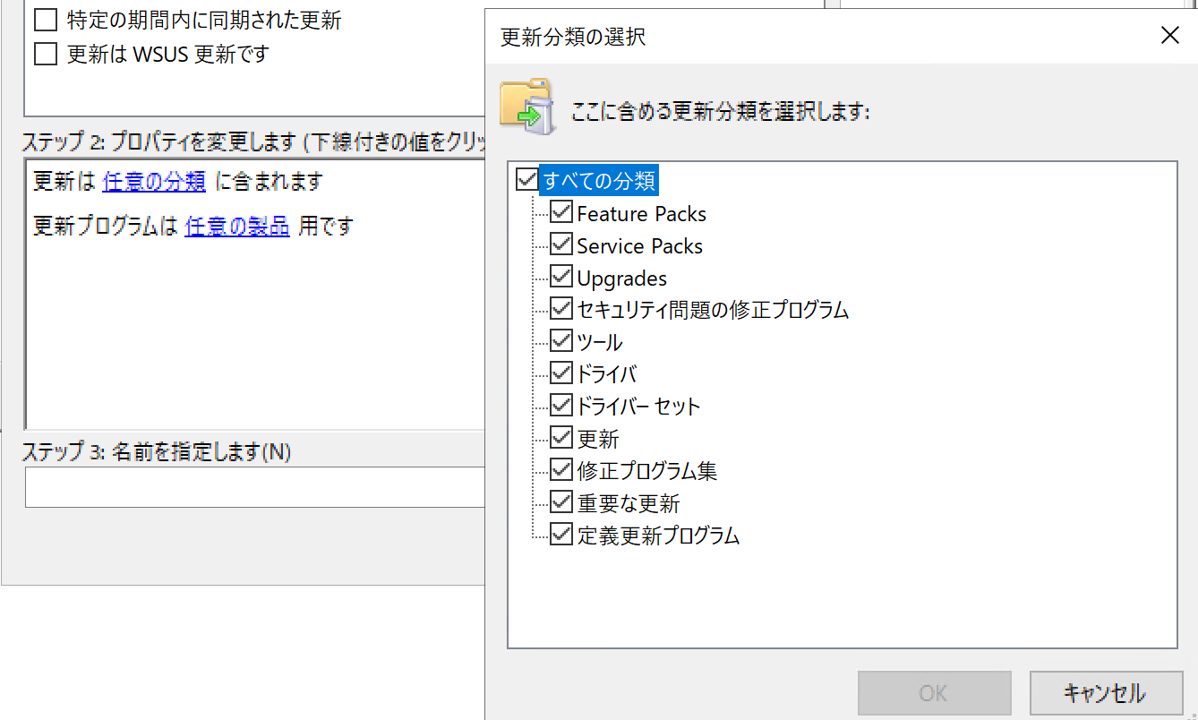 特定の期間内に同期された更新
更新は WSUS 更新です
ステップ 2: プロパティを変更します (下線付きの値をクリッ
更新は 任意の分類 に含まれます
更新プログラムは 任意の製品 用です
ステップ 3: 名前を指定します(N)
更新分類の選択
ここに含める更新分類を選択します:
すべての分類
Feature Packs
Service Packs
Upgrades
セキュリティ問題の修正プログラム
ツール
ドライバ
ドライバー セット
更新
修正プログラム集
重要な更新
定義更新プログラム
OK
キャンセル